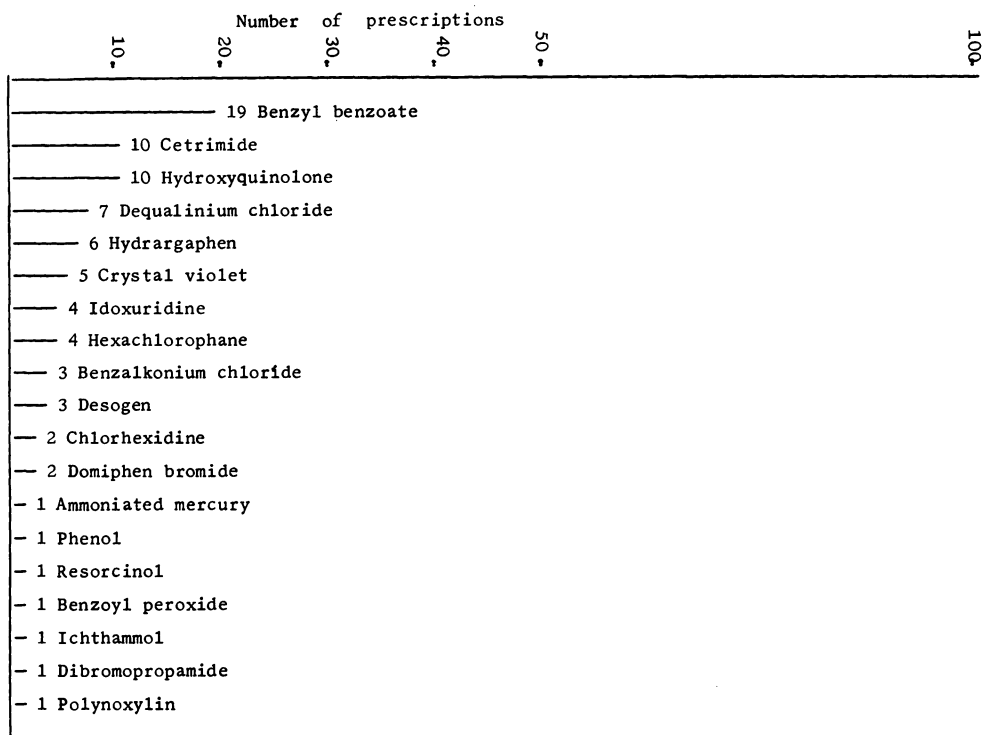 Number of prescriptions
10 20 30 40 50 100
19 Benzyl benzoate
10 Cetrimide
10 Hydroxyquinolone
7 Dequalinium chloride
6 Hydrargaphen
5 Crystal violet
4 Idoxuridine
4 Hexachlorophane
3 Benzalkonium chloride
3 Desogen
2 Chlorhexidine
2 Domiphen bromide
1 Ammoniated mercury
1 Phenol
1 Resorcinol
1 Benzoyl peroxide
1 Ichthammol
1 Dibromopropamide
1 Polynoxylin